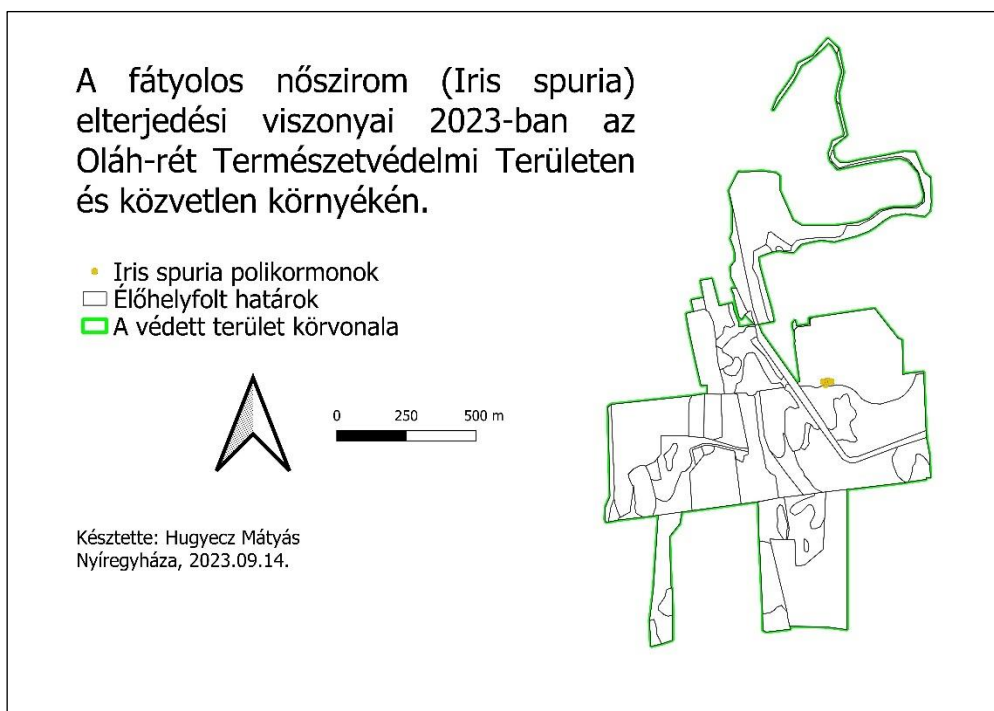 A fátyolos nőszirom (Iris spuria)
elterjedési viszonyai 2023-ban az
Oláh-rét Természetvédelmi Területen
és közvetlen környékén.
Iris spuria polikormonok
Élőhelyfolt határok
A védett terület körvonala
0 250 500 m
Késztette: Hugyecz Mátyás
Nyíregyháza, 2023.09.14.